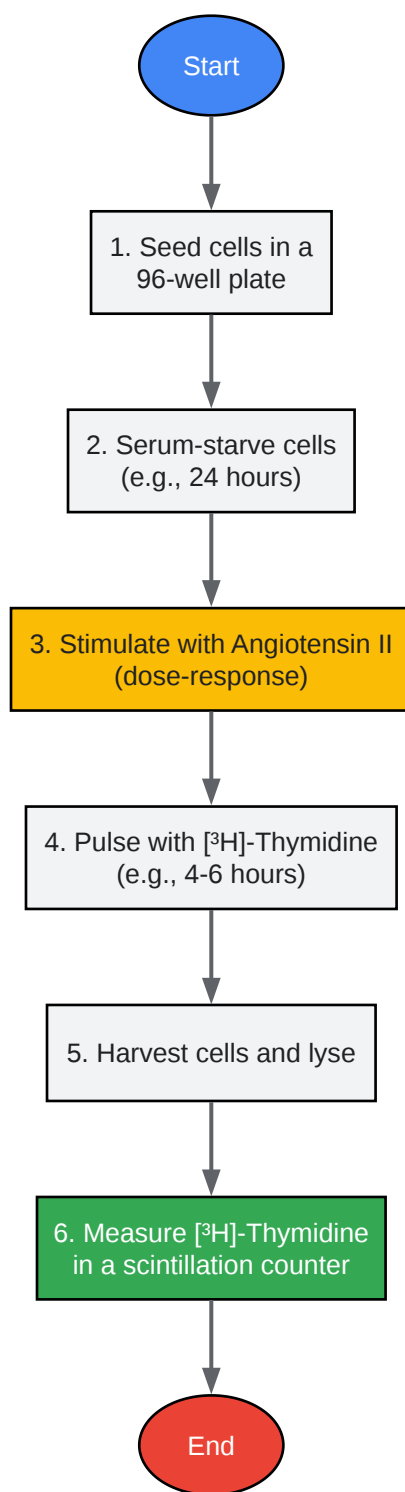 Start
1. Seed cells in a
96-well plate
2. Serum-starve cells
(e.g., 24 hours)
3. Stimulate with Angiotensin II
(dose-response)
4. Pulse with [³H]-Thymidine
(e.g., 4-6 hours)
5. Harvest cells and lyse
6. Measure [³H]-Thymidine
in a scintillation counter
End